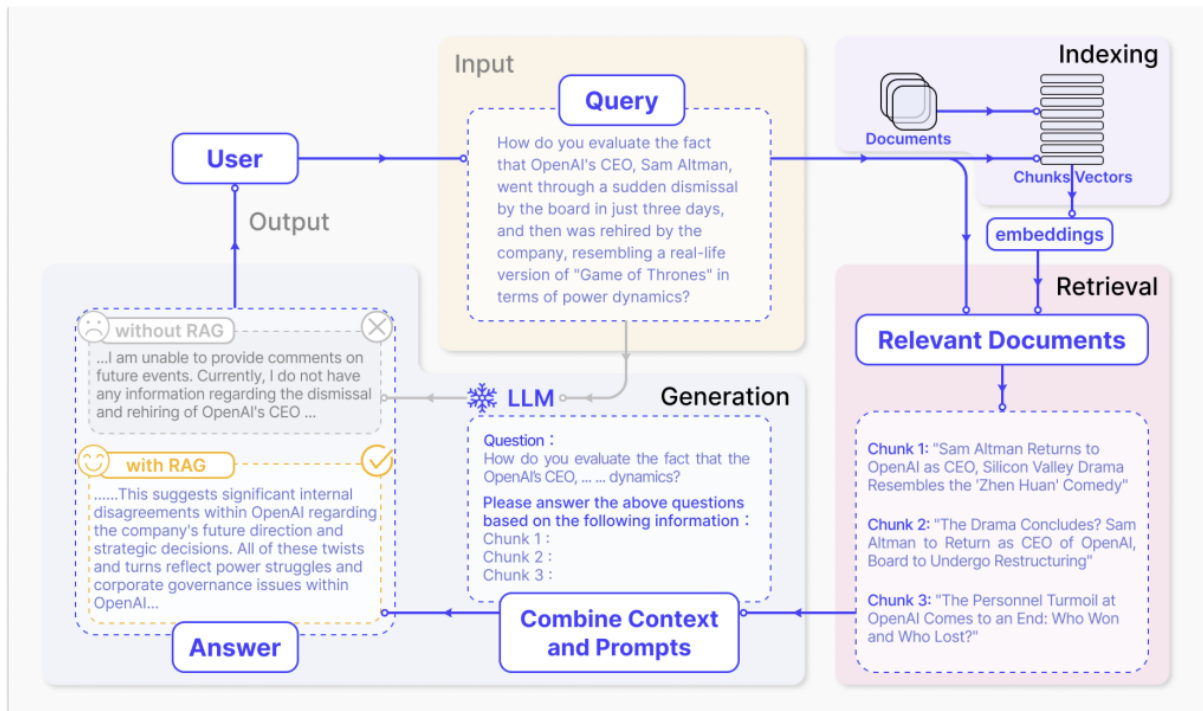 Input
Query
How do you evaluate the fact
that OpenAI's CEO, Sam Altman,
went through a sudden dismissal
by the board in just three days,
and then was rehired by the
company, resembling a real-life
version of "Game of Thrones" in
terms of power dynamics?
Indexing
Documents
Chunks Vectors
embeddings
User
Output
Retrieval
Relevant Documents
Chunk 1: "Sam Altman Returns to
OpenAI as CEO, Silicon Valley Drama
Resembles the 'Zhen Huan' Comedy"
Chunk 2: "The Drama Concludes? Sam
Altman to Return as CEO of OpenAI,
Board to Undergo Restructuring"
Chunk 3: "The Personnel Turmoil at
OpenAI Comes to an End: Who Won
and Who Lost?"
without RAG
...I am unable to provide comments on
future events. Currently, I do not have
any information regarding the dismissal
and rehiring of OpenAI's CEO ...
with RAG
......This suggests significant internal
disagreements within OpenAI regarding
the company's future direction and
strategic decisions. All of these twists
and turns reflect power struggles and
corporate governance issues within
OpenAI...
Answer
LLM
Generation
Question :
How do you evaluate the fact that the
OpenAI's CEO, ... ... dynamics?
Please answer the above questions
based on the following information :
Chunk 1 :
Chunk 2 :
Chunk 3 :
Combine Context
and Prompts